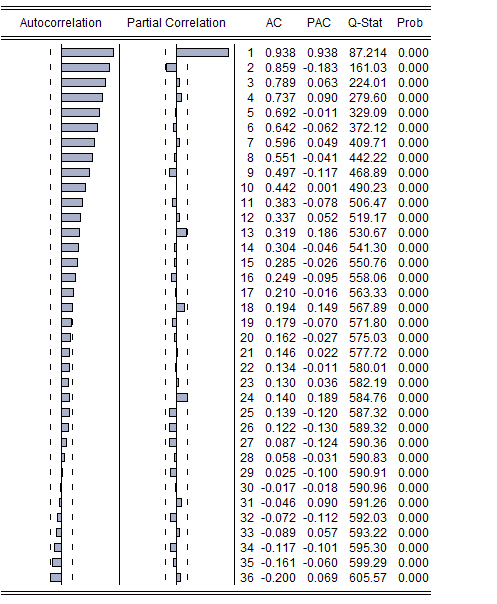 Autocorrelation Partial Correlation AC PAC Q-Stat Prob
1 0.938 0.938 87.214 0.000
2 0.859 -0.183 161.03 0.000
3 0.789 0.063 224.01 0.000
4 0.737 0.090 279.60 0.000
5 0.692 -0.011 329.09 0.000
6 0.642 -0.062 372.12 0.000
7 0.596 0.049 409.71 0.000
8 0.551 -0.041 442.22 0.000
9 0.497 -0.117 468.89 0.000
10 0.442 0.001 490.23 0.000
11 0.383 -0.078 506.47 0.000
12 0.337 0.052 519.17 0.000
13 0.319 0.186 530.67 0.000
14 0.304 -0.046 541.30 0.000
15 0.285 -0.026 550.76 0.000
16 0.249 -0.095 558.06 0.000
17 0.210 -0.016 563.33 0.000
18 0.194 0.149 567.89 0.000
19 0.179 -0.070 571.80 0.000
20 0.162 -0.027 575.03 0.000
21 0.146 0.022 577.72 0.000
22 0.134 -0.011 580.01 0.000
23 0.130 0.036 582.19 0.000
24 0.140 0.189 584.76 0.000
25 0.139 -0.120 587.32 0.000
26 0.122 -0.130 589.32 0.000
27 0.087 -0.124 590.36 0.000
28 0.058 -0.031 590.83 0.000
29 0.025 -0.100 590.91 0.000
30 -0.017 -0.018 590.96 0.000
31 -0.046 0.090 591.26 0.000
32 -0.072 -0.112 592.03 0.000
33 -0.089 0.057 593.22 0.000
34 -0.117 -0.101 595.30 0.000
35 -0.161 -0.060 599.29 0.000
36 -0.200 0.069 605.57 0.000